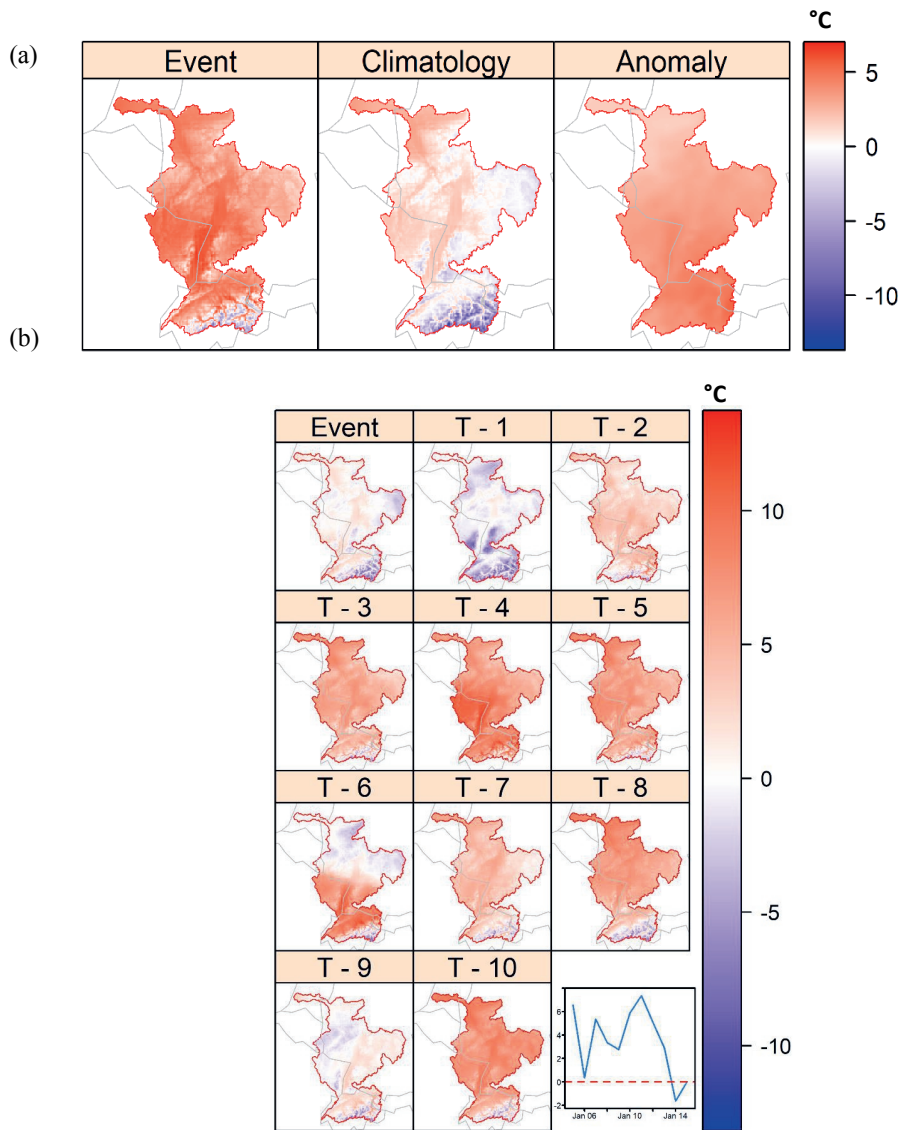 °C
(a)
Event Climatology Anomaly
5
0
-5
(b)
-10
°C
Event T - 1 T - 2
10
T - 3 T - 4 T - 5
5
0
T - 6 T - 7 T - 8
-5
T - 9 T - 10
6
4
2
0
-2
Jan 06 Jan 10 Jan 14
-10